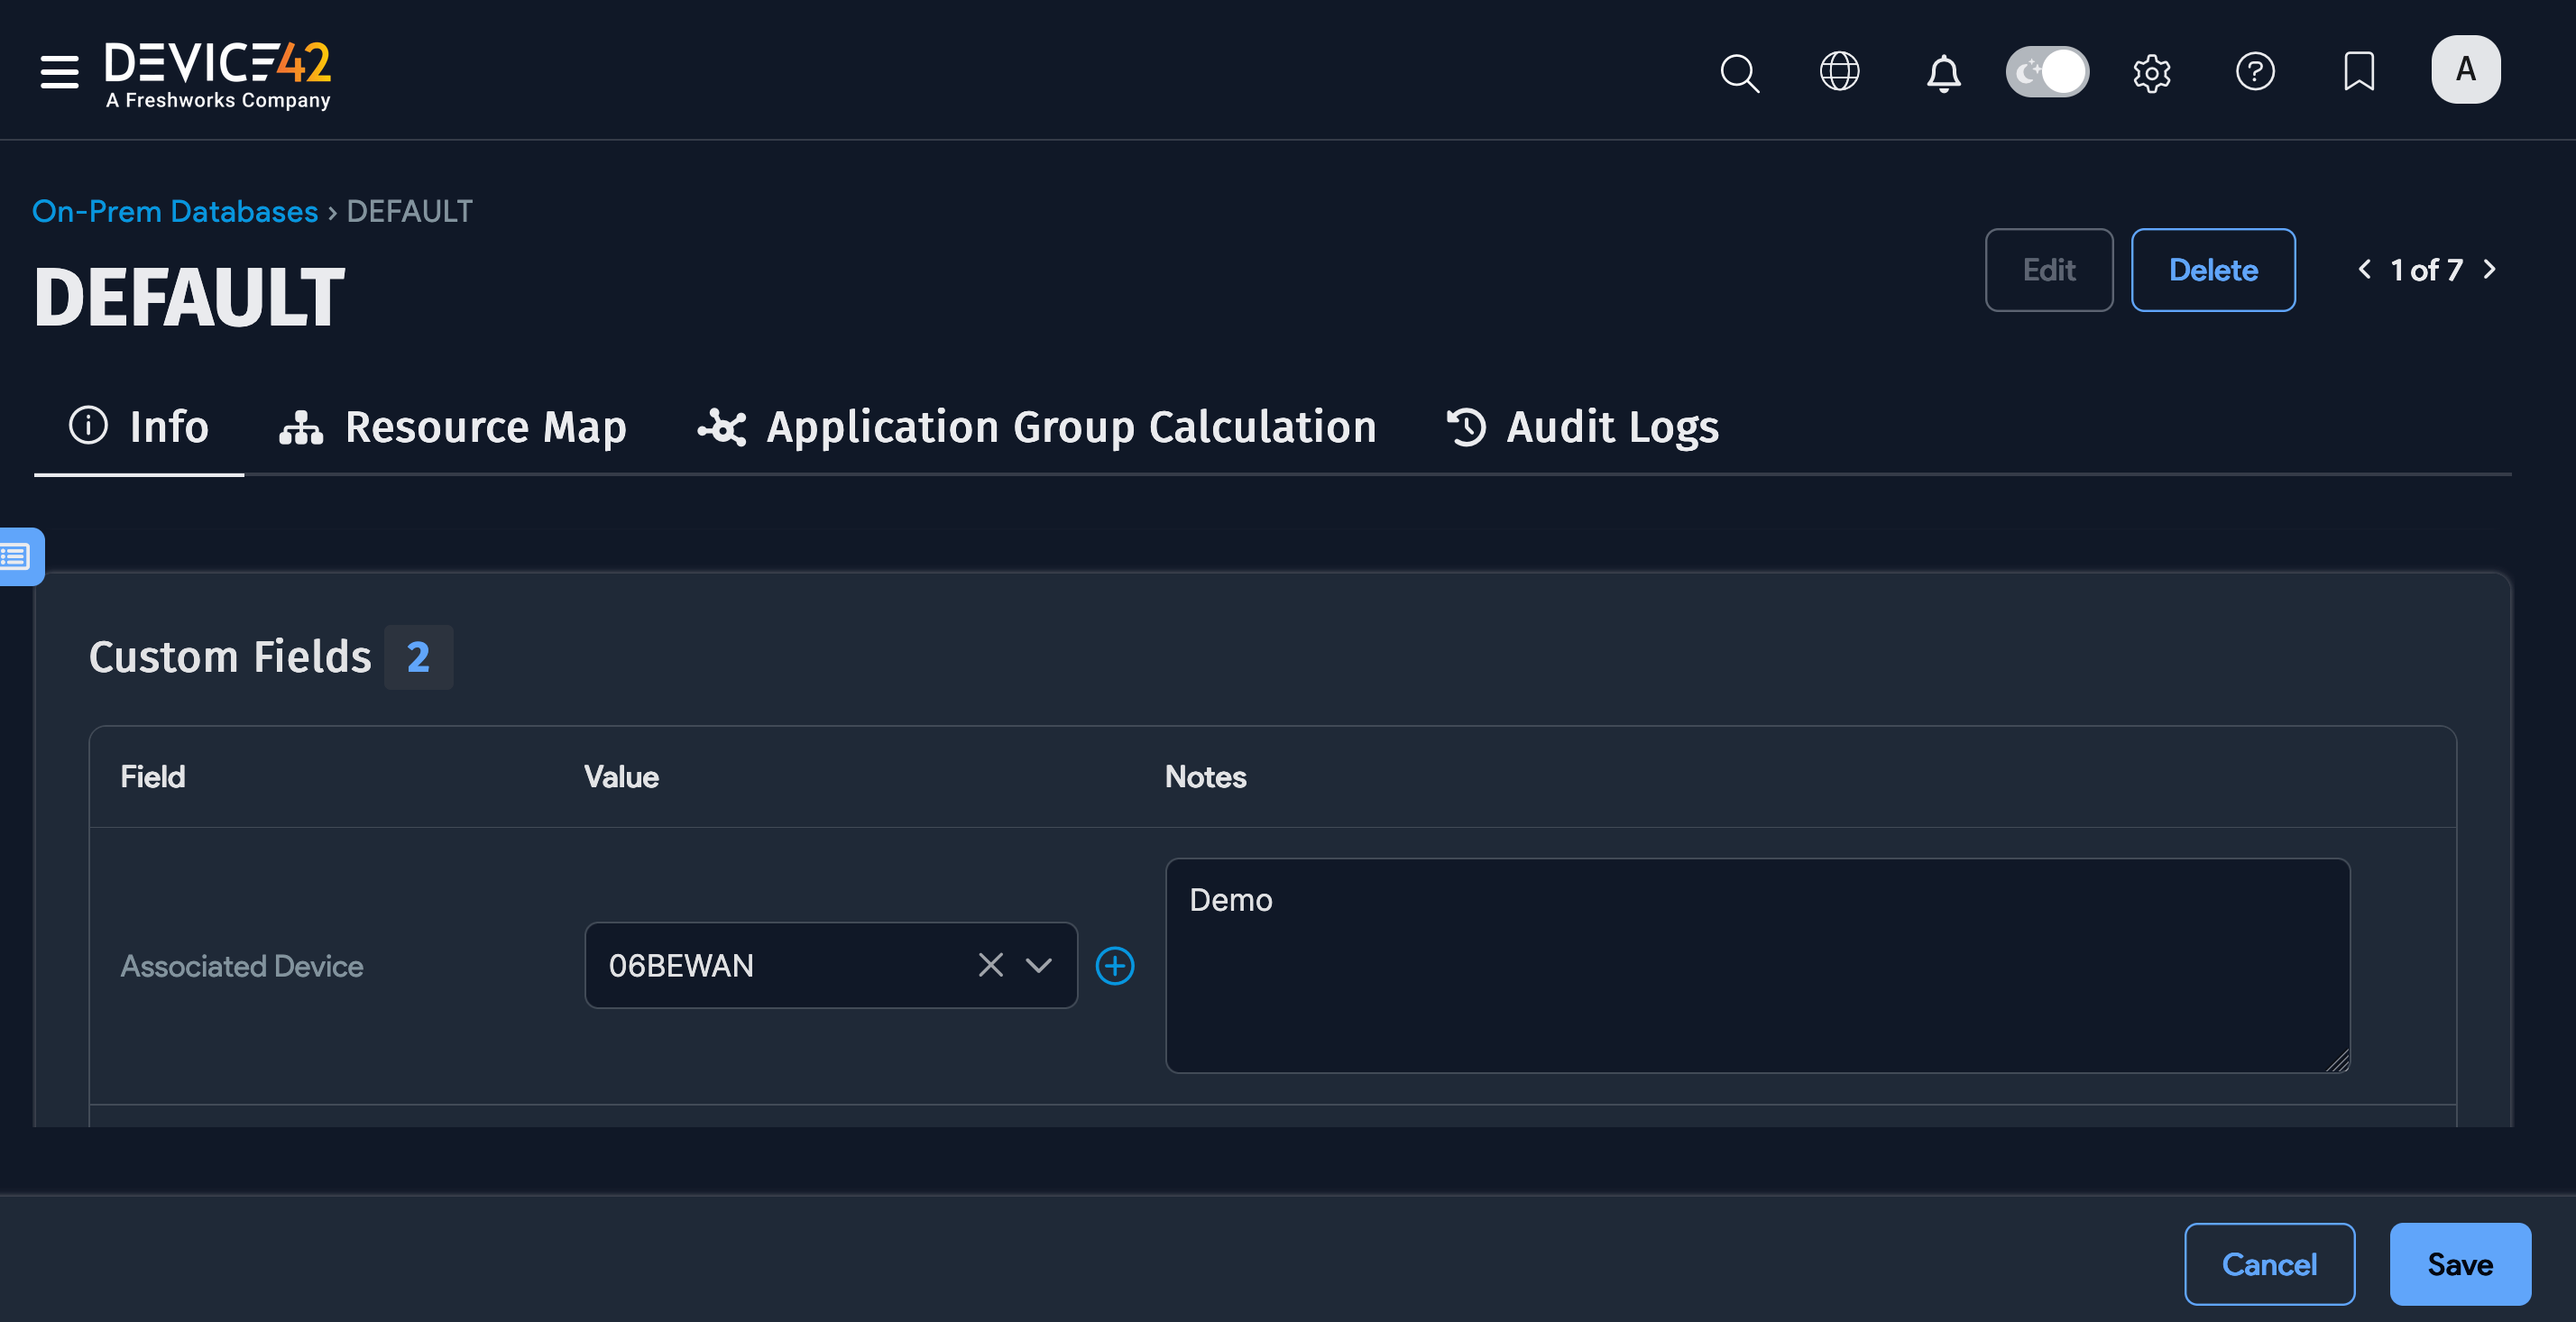 DEVICE42
A Freshworks Company
A
On-Prem Databases › DEFAULT
DEFAULT
Edit
Delete
1 of 7
Info
Resource Map
Application Group Calculation
Audit Logs
Custom Fields 2
Field
Value
Notes
Associated Device
06BEWAN
Demo
Cancel
Save